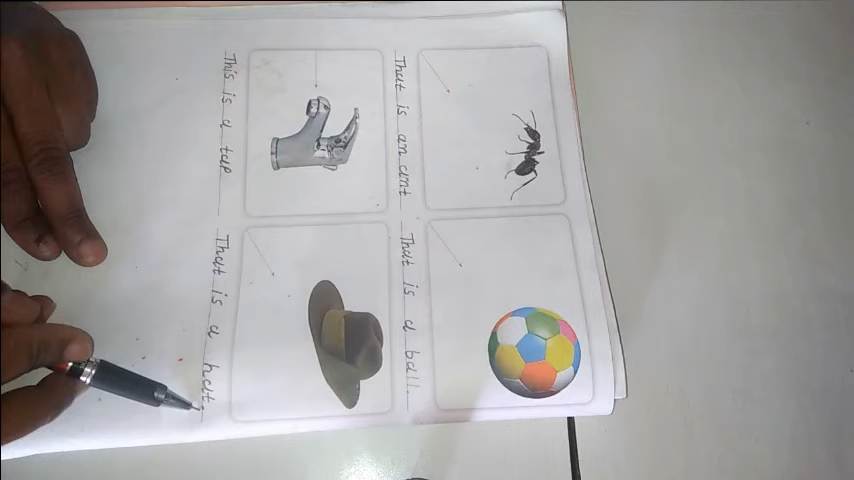 That is an ant
That is a ball.
This is a tap
That is a hat.